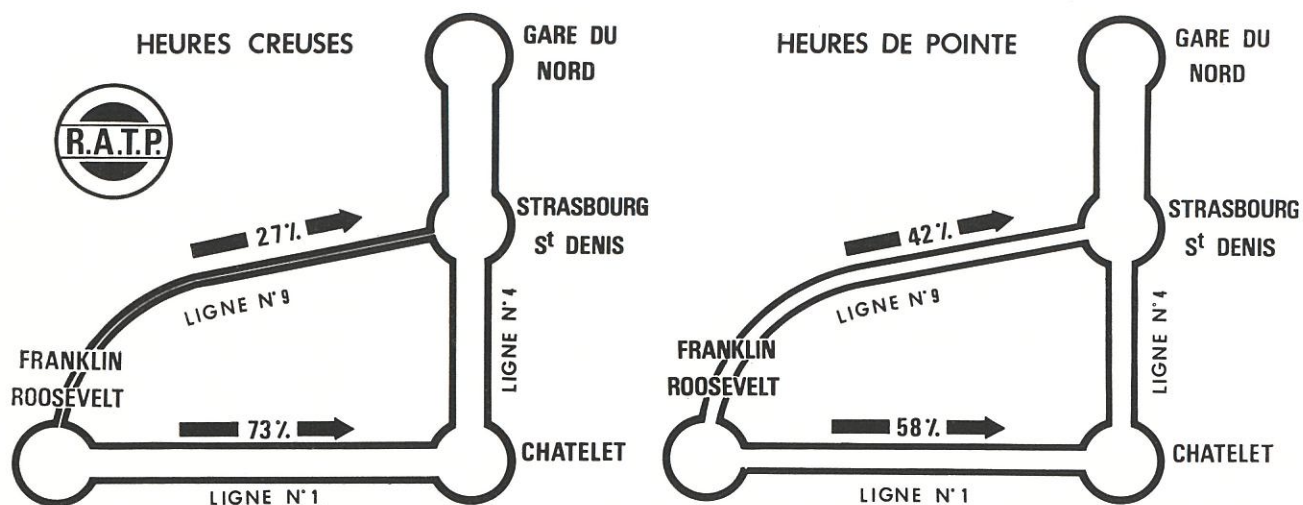 HEURES CREUSES
R.A.T.P.
GARE DU
NORD
STRASBOURG
St DENIS
27%
LIGNE N°9
LIGNE N°4
FRANKLIN
ROOSEVELT
73%
CHATELET
LIGNE N°1
HEURES DE POINTE
GARE DU
NORD
STRASBOURG
St DENIS
42%
LIGNE N°9
LIGNE N°4
FRANKLIN
ROOSEVELT
58%
CHATELET
LIGNE N°1